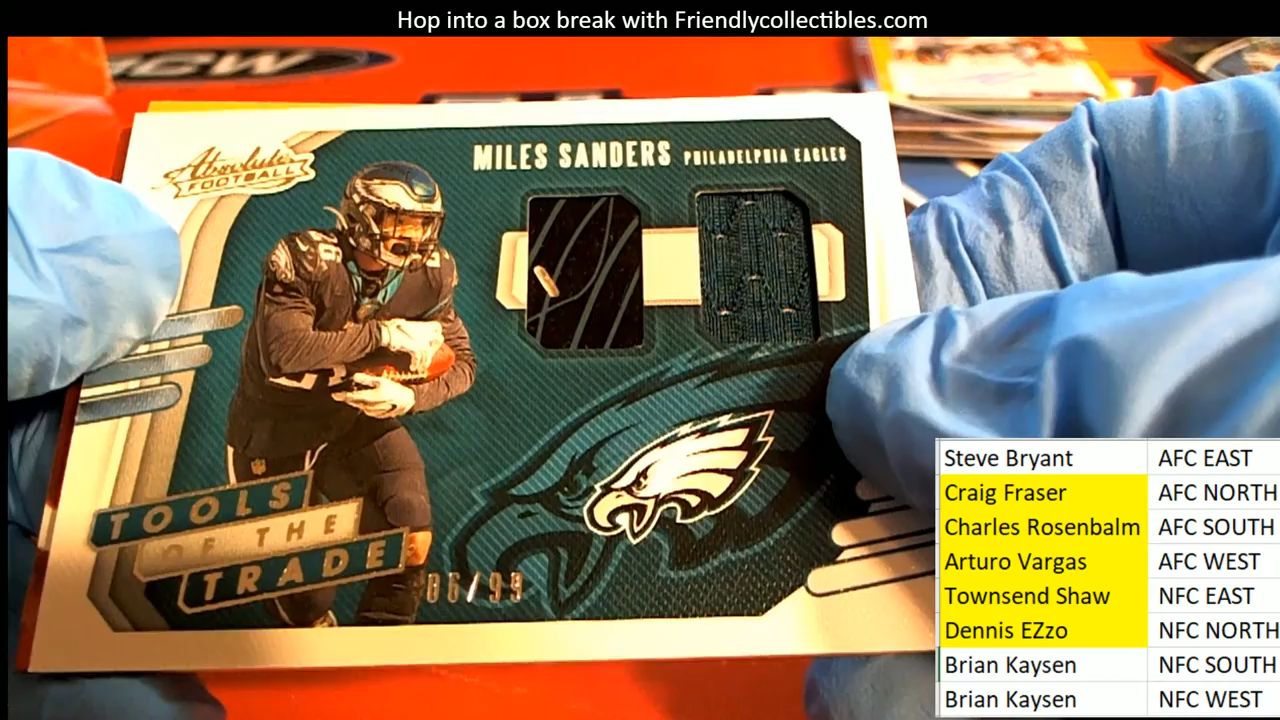 Hop into a box break with Friendlycollectibles.com
Absolute
FOOTBALL
MILES SANDERS PHILADELPHIA EAGLES
TOOLS
OF THE
TRADE
06/99
Steve Bryant AFC EAST
Craig Fraser AFC NORTH
Charles Rosenbalm AFC SOUTH
Arturo Vargas AFC WEST
Townsend Shaw NFC EAST
Dennis EZzo NFC NORTH
Brian Kaysen NFC SOUTH
Brian Kaysen NFC WEST